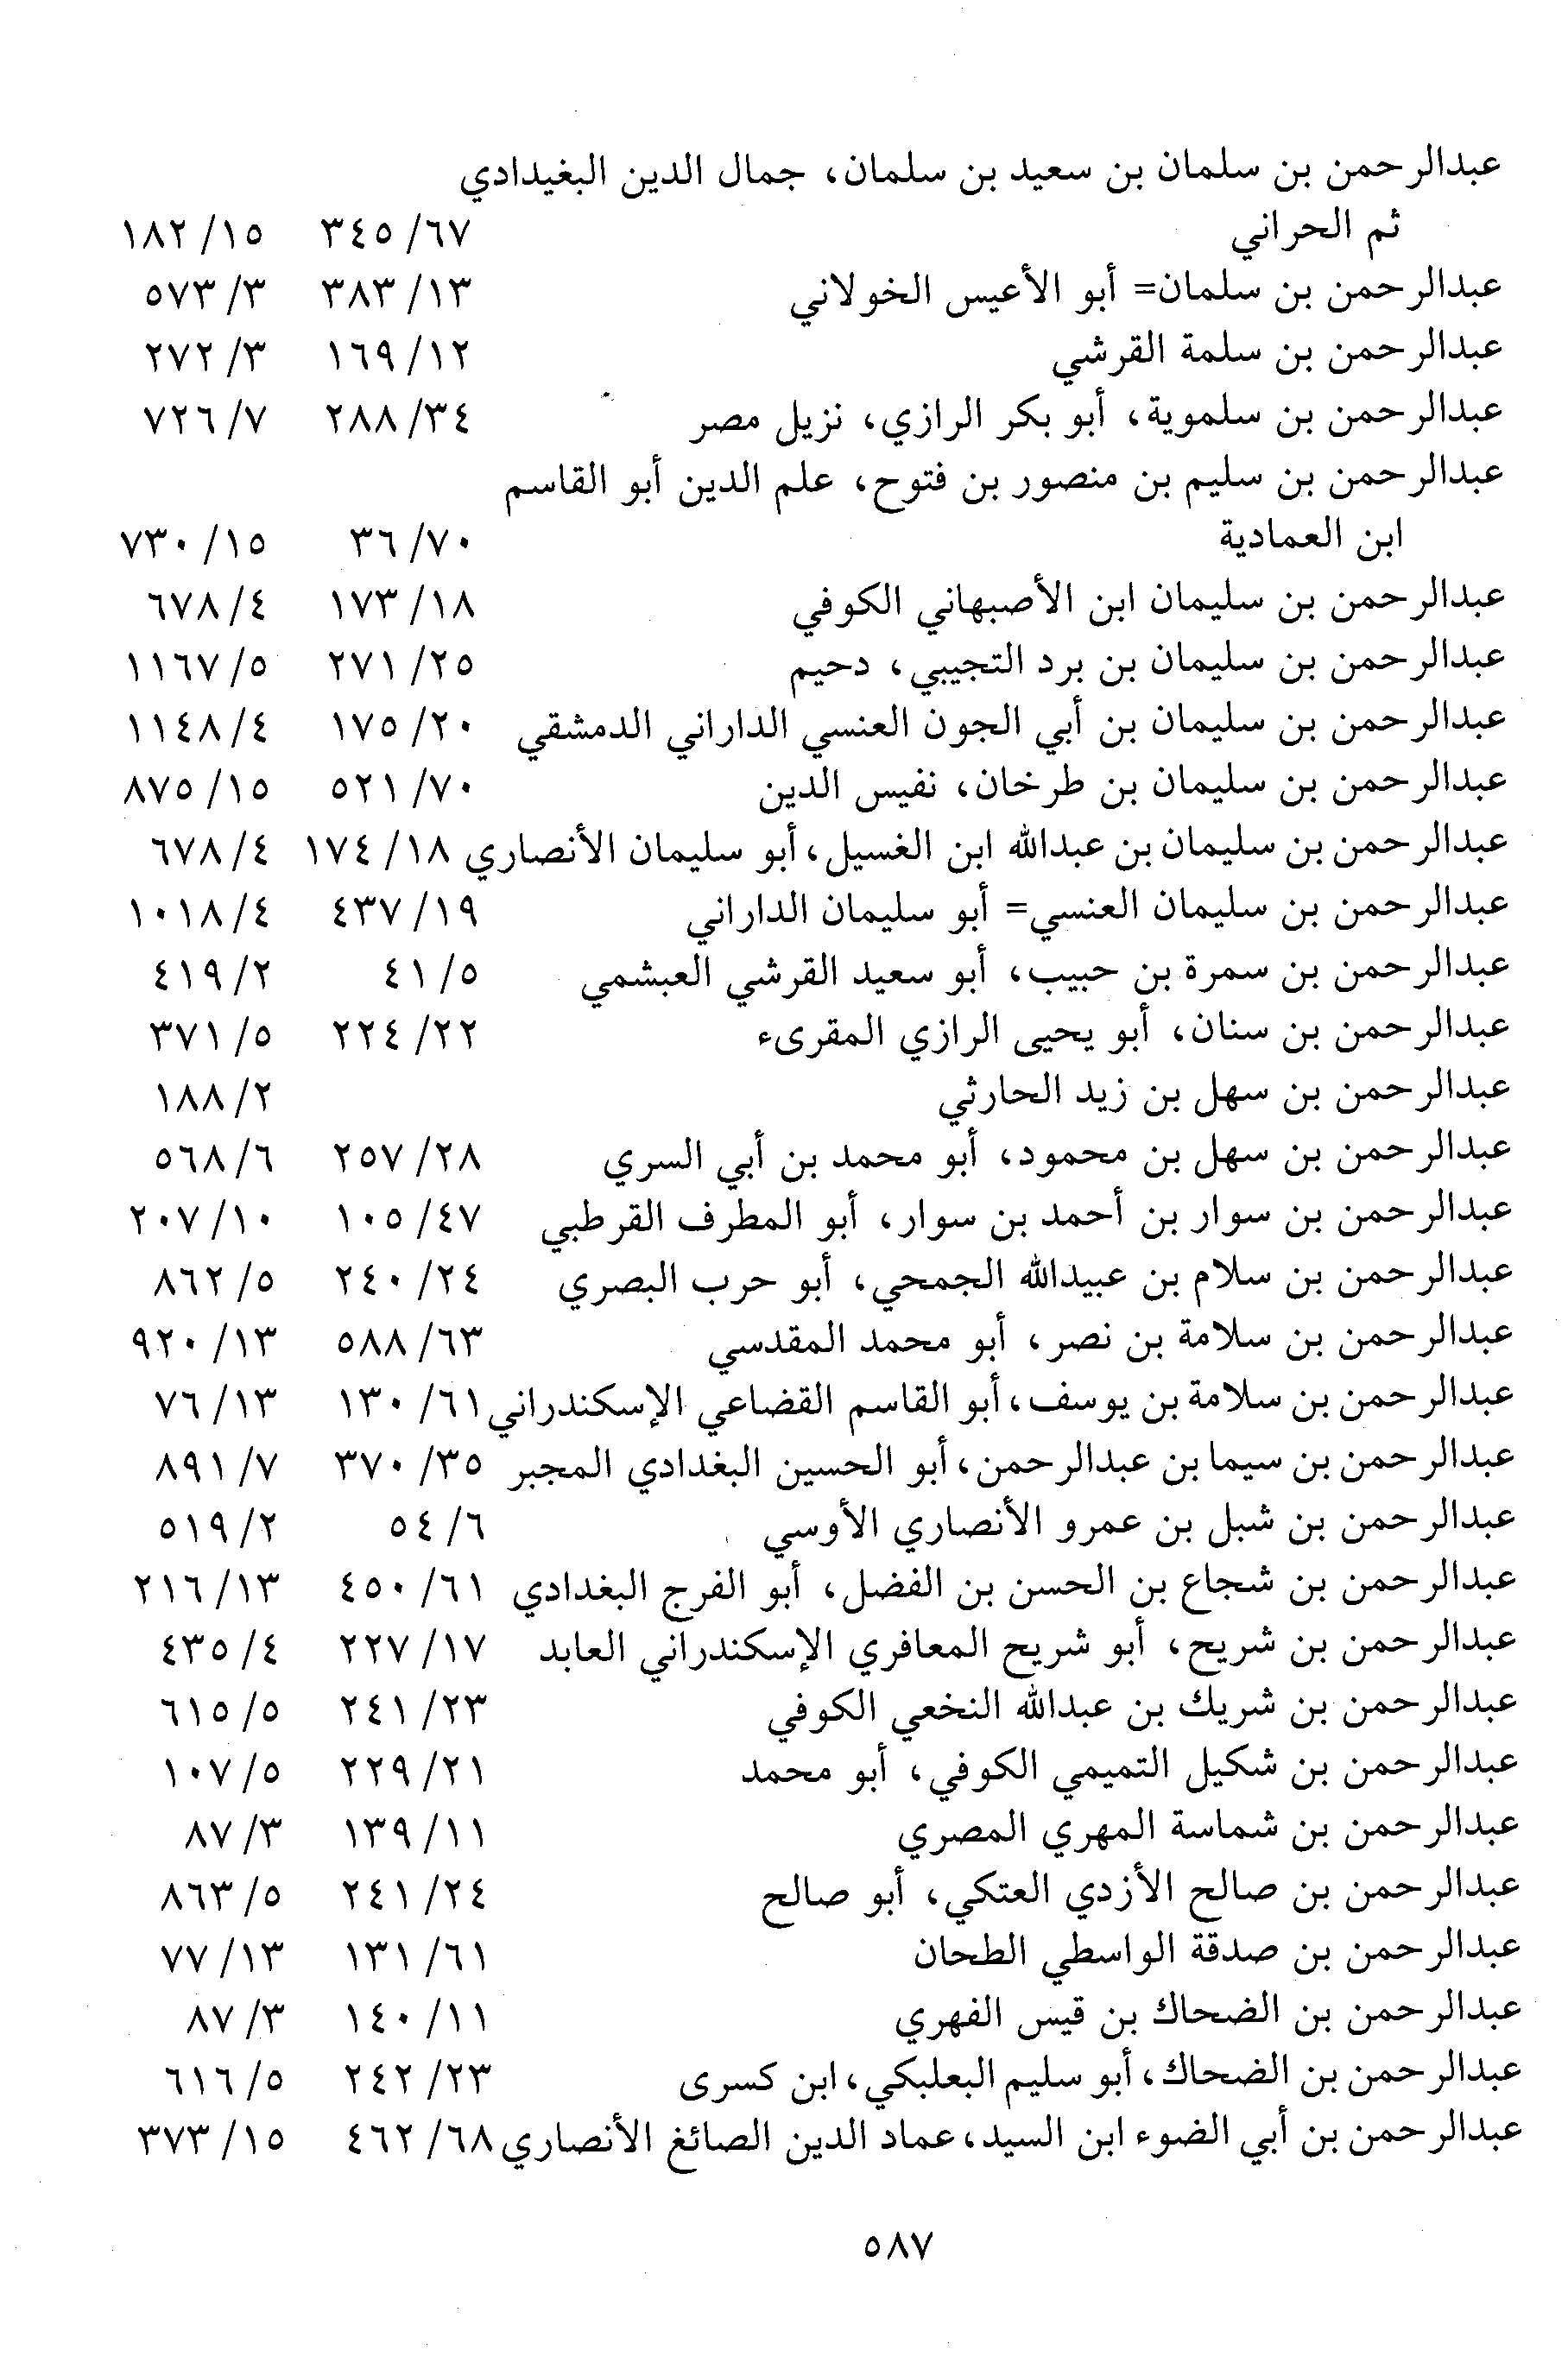 عبدالرحمن بن سلمان بن سعيد بن سلمان، جمال الدين البغيدادي
ثم الحراني ٦٧/ ٣٤٥ ١٥/ ١٨٢
عبدالرحمن بن سلمان= أبو الأعيس الخولاني ١٣/ ٣٨٣ ٣/ ٥٧٣
عبدالرحمن بن سلمة القرشي ١٢/ ١٦٩ ٣/ ٢٧٢
عبدالرحمن بن سلموية، أبو بكر الرازي، نزيل مصر ٣٤/ ٢٨٨ ٧/ ٧٢٦
عبدالرحمن بن سليم بن منصور بن فتوح، علم الدين أبو القاسم
ابن العمادية ٧٠/ ٣٦ ١٥/ ٧٣٠
عبدالرحمن بن سليمان ابن الأصبهاني الكوفي ١٨/ ١٧٣ ٤/ ٦٧٨
عبدالرحمن بن سليمان بن برد التجيبي، دحيم ٢٥/ ٢٧١ ٥/ ١١٦٧
عبدالرحمن بن سليمان بن أبي الجون العنسي الداراني الدمشقي ٢٠/ ١٧٥ ٤/ ١١٤٨
عبدالرحمن بن سليمان بن طرخان، نفيس الدين ٧٠/ ٥٢١ ١٥/ ٨٧٥
عبدالرحمن بن سليمان بن عبدالله ابن الغسيل، أبو سليمان الأنصاري ١٨/ ١٧٤ ٤/ ٦٧٨
عبدالرحمن بن سليمان العنسي= أبو سليمان الداراني ١٩/ ٤٣٧ ٤/ ١٠١٨
عبدالرحمن بن سمرة بن حبيب، أبو سعيد القرشي العبشمي ٥/ ٤١ ٢/ ٤١٩
عبدالرحمن بن سنان، أبو يحيى الرازي المقرىء ٢٢/ ٢٢٤ ٥/ ٣٧١
عبدالرحمن بن سهل بن زيد الحارثي ٢/ ١٨٨
عبدالرحمن بن سهل بن محمود، أبو محمد بن أبي السري ٢٨/ ٢٥٧ ٦/ ٥٦٨
عبدالرحمن بن سوار بن أحمد بن سوار، أبو المطرف القرطبي ٤٧/ ١٠٥ ١٠/ ٢٠٧
عبدالرحمن بن سلام بن عبيدالله الجمحي، أبو حرب البصري ٢٤/ ٢٤٠ ٥/ ٨٦٢
عبدالرحمن بن سلامة بن نصر، أبو محمد المقدسي ٦٣/ ٥٨٨ ١٣/ ٩٢٠
عبدالرحمن بن سلامة بن يوسف، أبو القاسم القضاعي الإسكندراني ٦١/ ١٣٠ ١٣/ ٧٦
عبدالرحمن بن سيما بن عبدالرحمن، أبو الحسين البغدادي المجبر ٣٥/ ٣٧٠ ٧/ ٨٩١
عبدالرحمن بن شبل بن عمرو الأنصاري الأوسي ٦/ ٥٤ ٢/ ٥١٩
عبدالرحمن بن شجاع بن الحسن بن الفضل، أبو الفرج البغدادي ٦١/ ٤٥٠ ١٣/ ٢١٦
عبدالرحمن بن شريح، أبو شريح المعافري الإسكندراني العابد ١٧/ ٢٢٧ ٤/ ٤٣٥
عبدالرحمن بن شريك بن عبدالله النخعي الكوفي ٢٣/ ٢٤١ ٥/ ٦١٥
عبدالرحمن بن شكيل التميمي الكوفي، أبو محمد ٢١/ ٢٢٩ ٥/ ١٠٧
عبدالرحمن بن شماسة المهري المصري ١١/ ١٣٩ ٣/ ٨٧
عبدالرحمن بن صالح الأزدي العتكي، أبو صالح ٢٤/ ٢٤١ ٥/ ٨٦٣
عبدالرحمن بن صدقة الواسطي الطحان ٦١/ ١٣١ ١٣/ ٧٧
عبدالرحمن بن الضحاك بن قيس الفهري ١١/ ١٤٠ ٣/ ٨٧
عبدالرحمن بن الضحاك، أبو سليم البعلبكي، ابن كسرى ٢٣/ ٢٤٢ ٥/ ٦١٦
عبدالرحمن بن أبي الضوء ابن السيد، عماد الدين الصائغ الأنصاري ٦٨/ ٤٦٢ ١٥/ ٣٧٣
٥٨٧